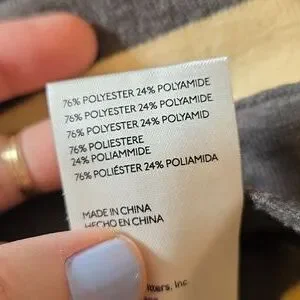 76% POLYESTER 24% POLYAMIDE
76% POLYESTER 24% POLYAMIDE
76% POLYESTER 24% POLYAMID
76% POLIESTERE
24% POLIAMMIDE
76% POLIÉSTER 24% POLIAMIDA
MADE IN CHINA
HECHO EN CHINA
Inc